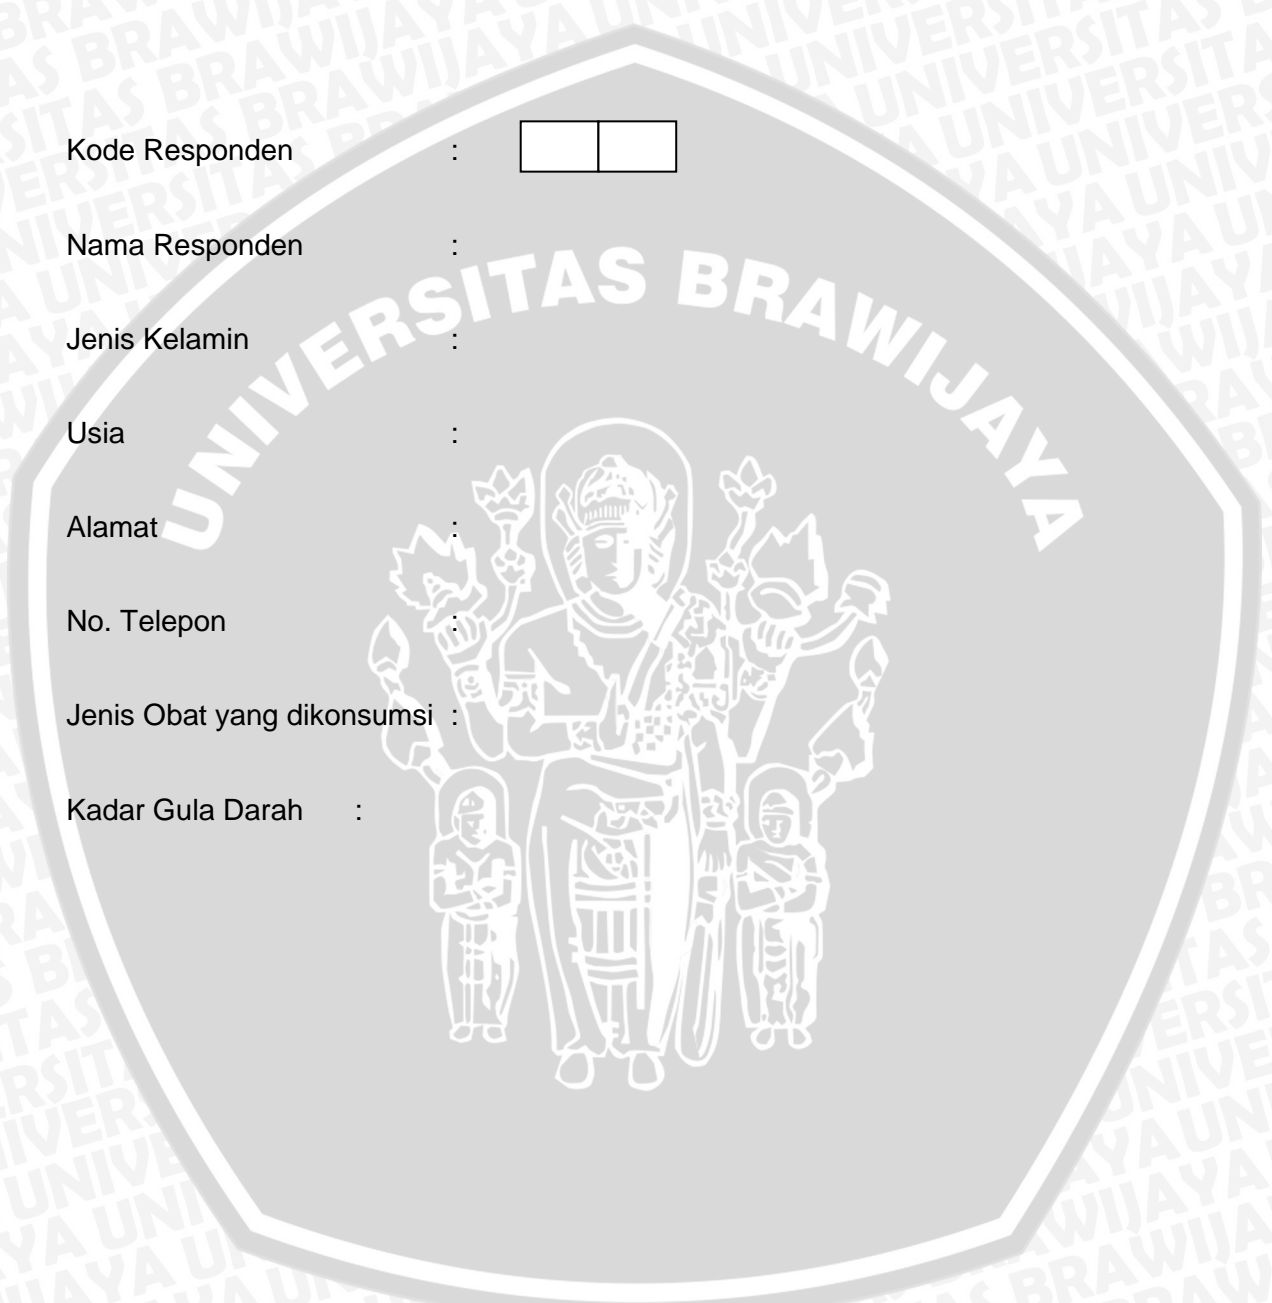 Kode Responden :
Nama Responden :
UNIVERSITAS BRAWIJAYA
Jenis Kelamin :
Usia :
Alamat :
No. Telepon :
Jenis Obat yang dikonsumsi :
Kadar Gula Darah :